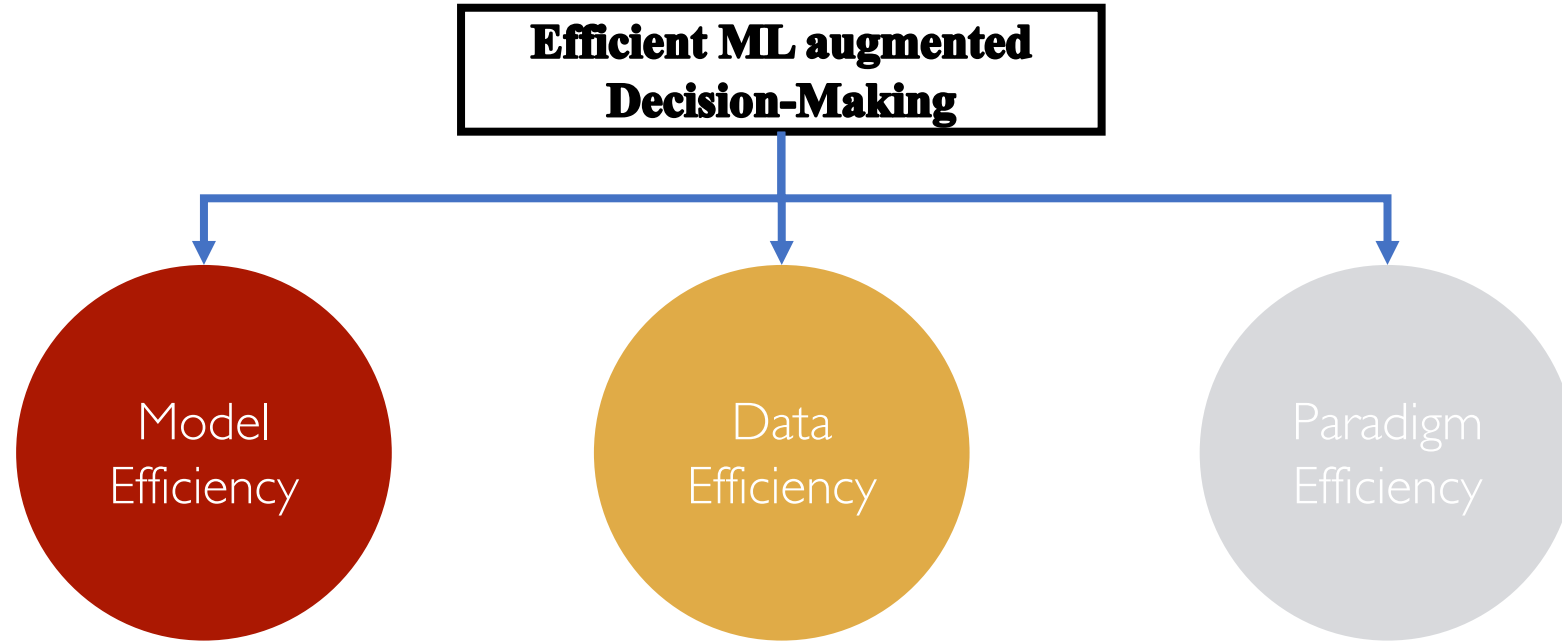 Efficient ML augmented
Decision-Making
Model
Efficiency
Data
Efficiency
Paradigm
Efficiency